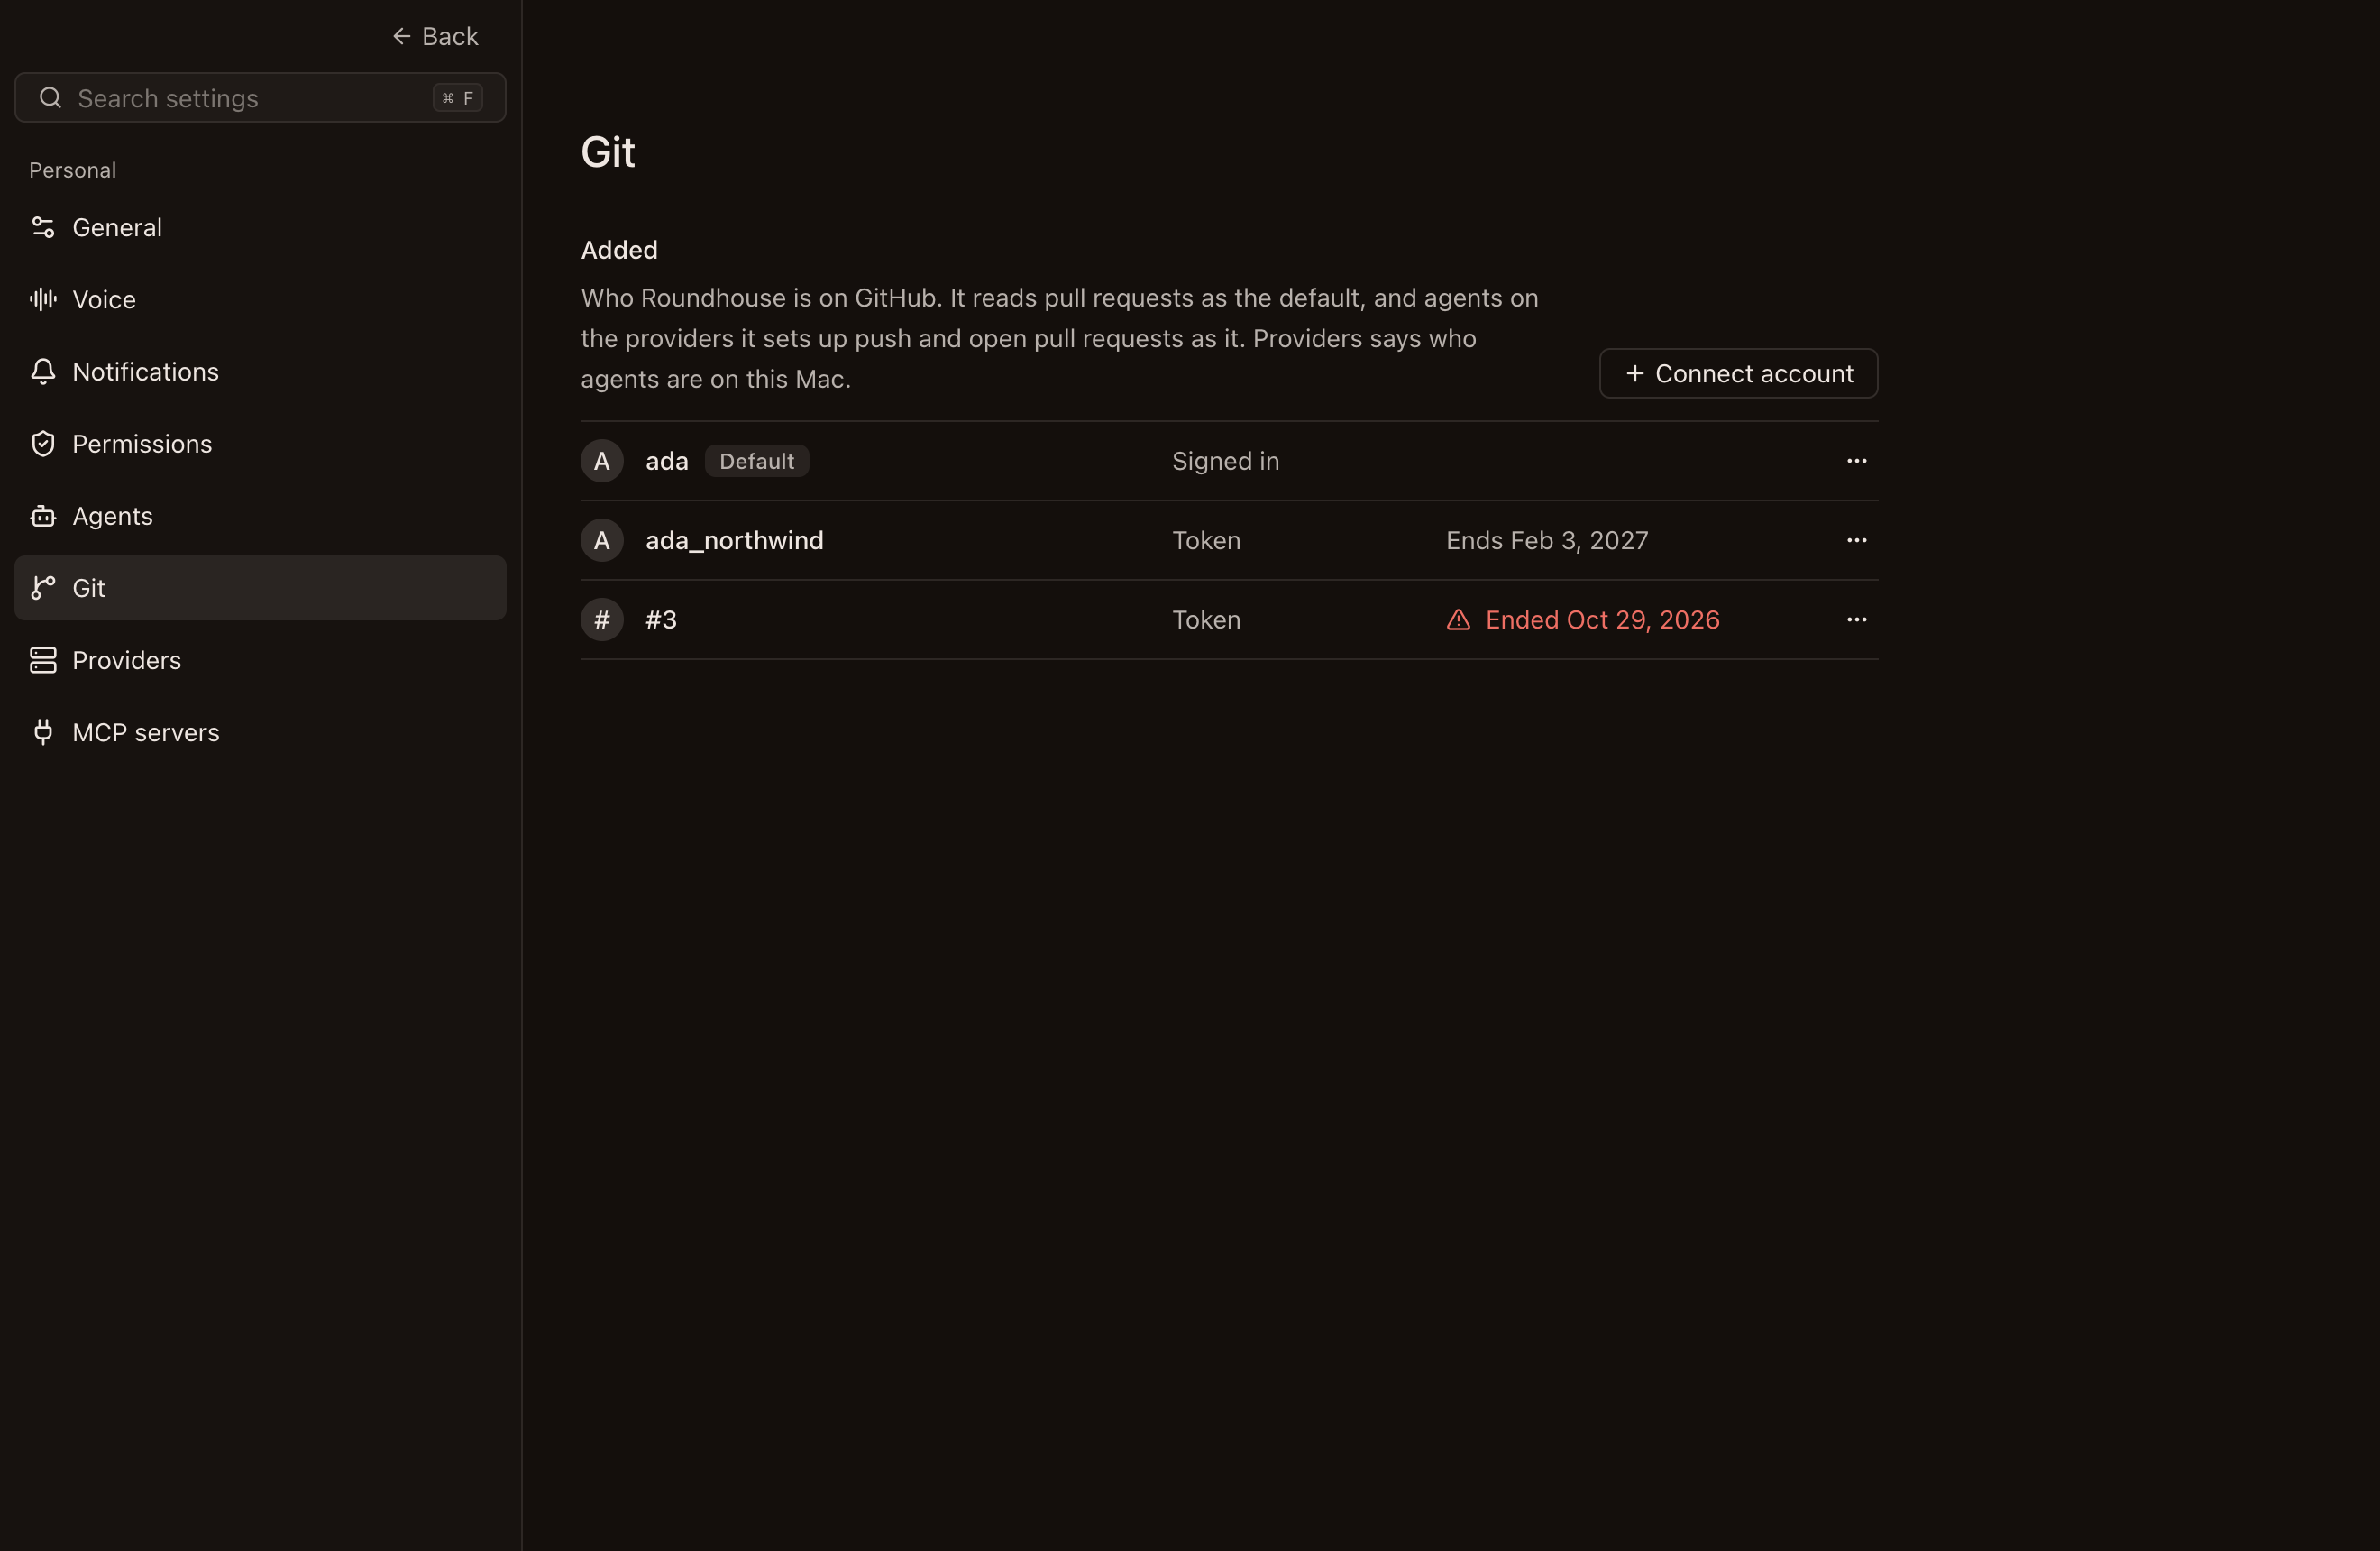 Back
Search settings ⌘ F
Personal
General
Voice
Notifications
Permissions
Agents
Git
Providers
MCP servers
Git
Added
Who Roundhouse is on GitHub. It reads pull requests as the default, and agents on
the providers it sets up push and open pull requests as it. Providers says who
agents are on this Mac.
Connect account
A ada Default Signed in
A ada_northwind Token Ends Feb 3, 2027
# #3 Token Ended Oct 29, 2026